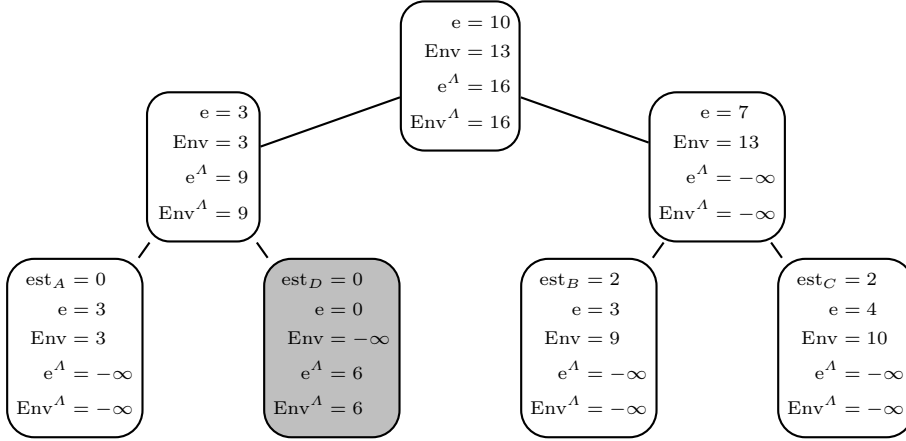 e = 10
Env = 13
e^Λ = 16
Env^Λ = 16
e = 3
Env = 3
e^Λ = 9
Env^Λ = 9
e = 7
Env = 13
e^Λ = −∞
Env^Λ = −∞
est_A = 0
e = 3
Env = 3
e^Λ = −∞
Env^Λ = −∞
est_D = 0
e = 0
Env = −∞
e^Λ = 6
Env^Λ = 6
est_B = 2
e = 3
Env = 9
e^Λ = −∞
Env^Λ = −∞
est_C = 2
e = 4
Env = 10
e^Λ = −∞
Env^Λ = −∞